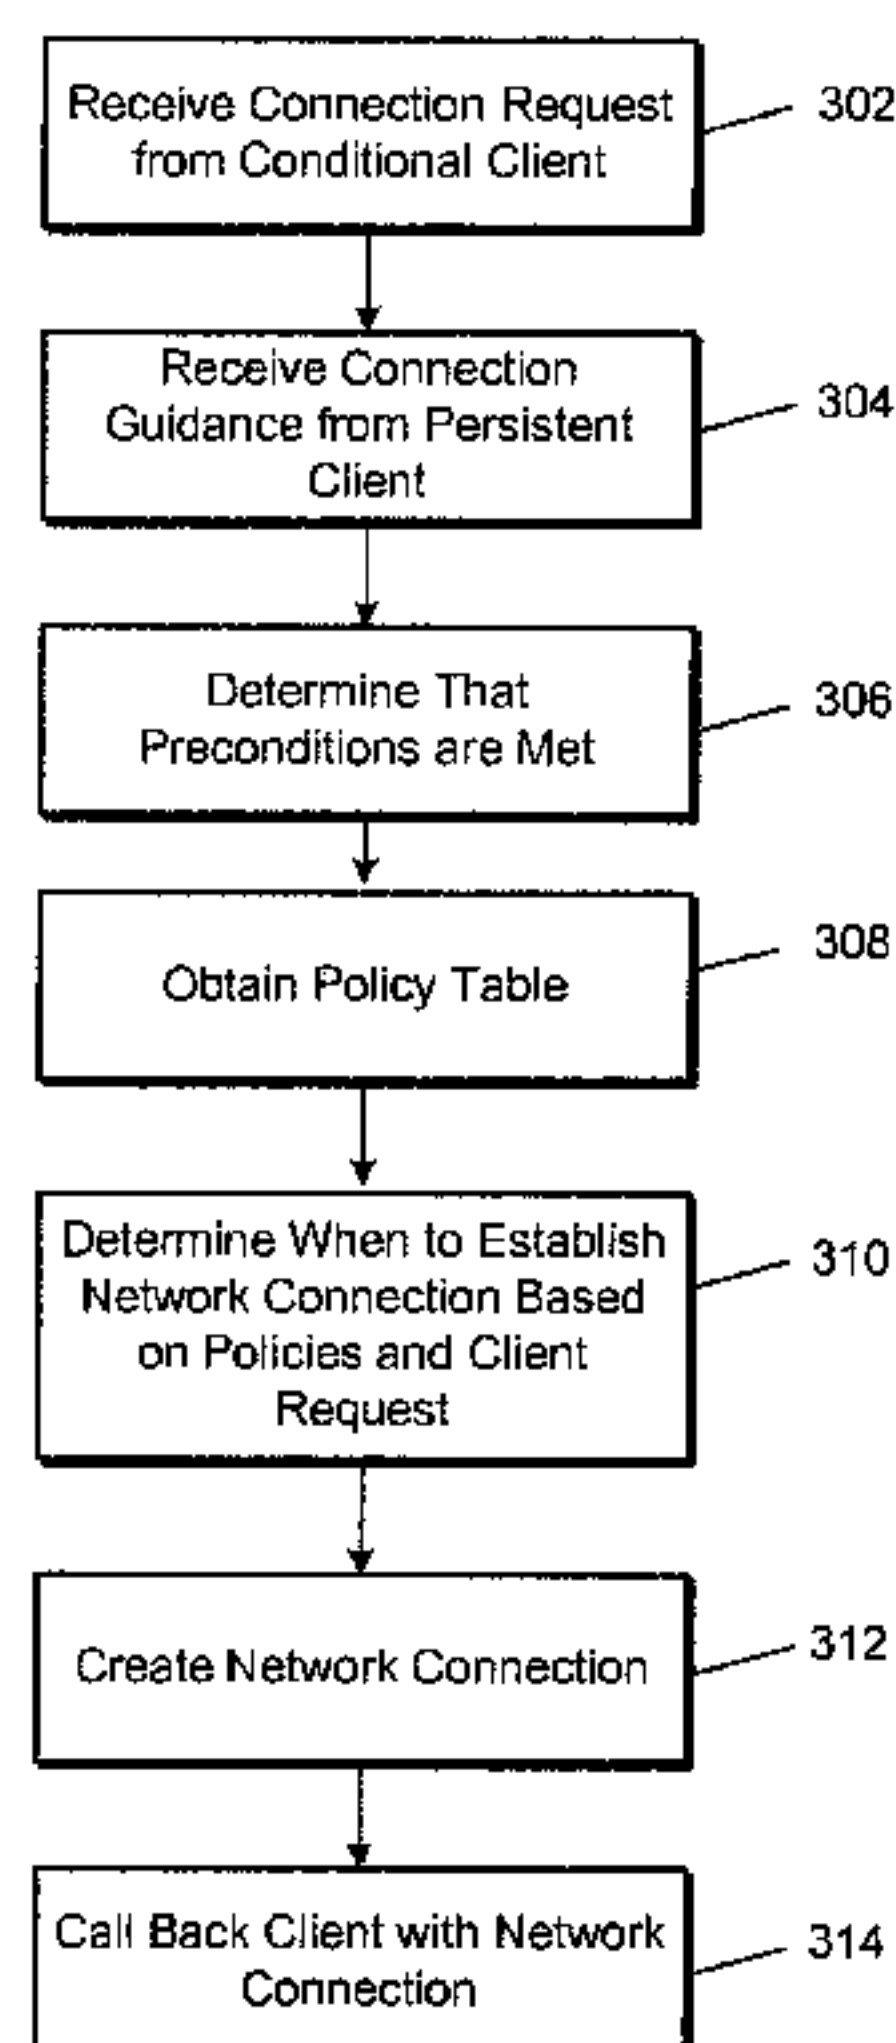 Receive Connection Request
from Conditional Client
302
Receive Connection
Guidance from Persistent
Client
304
Determine That
Preconditions are Met
306
Obtain Policy Table
308
Determine When to Establish
Network Connection Based
on Policies and Client
Request
310
Create Network Connection
312
Call Back Client with Network
Connection
314